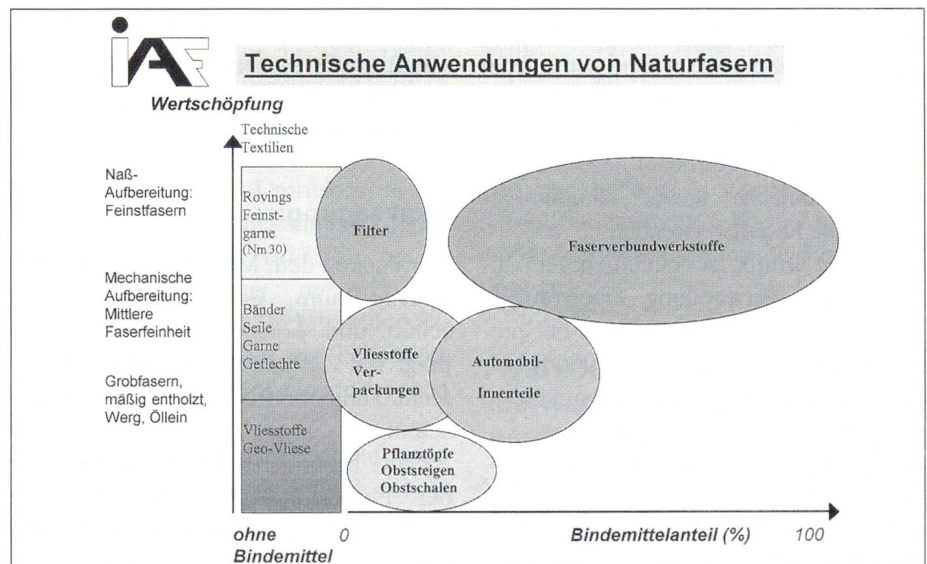 iAF
Technische Anwendungen von Naturfasern
Wertschöpfung
Technische
Textilien
Naß-
Aufbereitung:
Feinstfasern
Rovings
Feinst-
garne
(Nm 30)
Filter
Faserverbundwerkstoffe
Mechanische
Aufbereitung:
Mittlere
Faserfeinheit
Bänder
Seile
Garne
Geflechte
Vliesstoffe
Ver-
packungen
Automobil-
Innenteile
Grobfasern,
mäßig entholzt,
Werg, Öllein
Vliesstoffe
Geo-Vliese
Pflanztöpfe
Obststeigen
Obstschalen
ohne
Bindemittel
0
Bindemittelanteil (%)
100